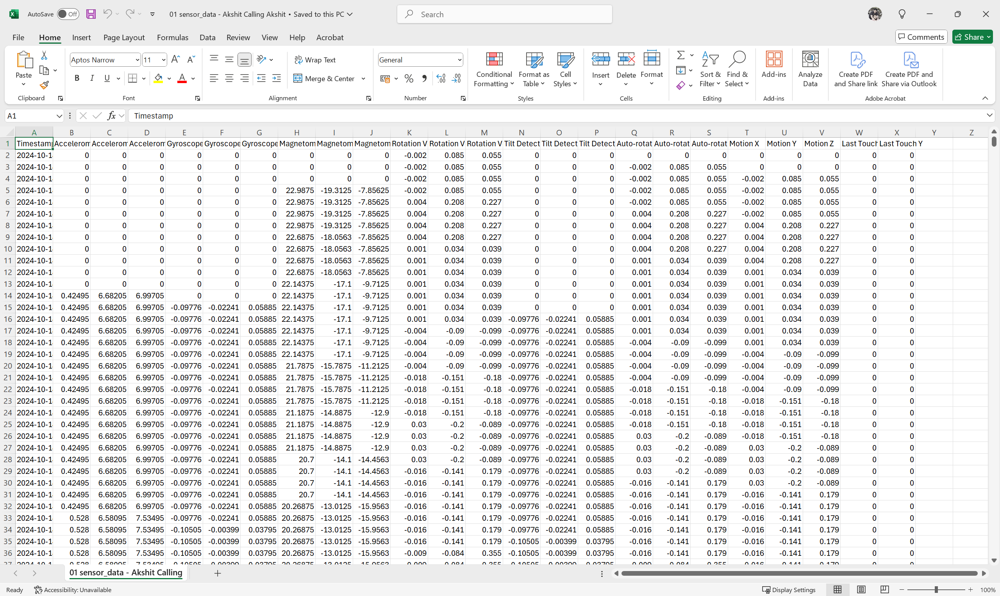 AutoSave Off 01 sensor_data - Akshit Calling Akshit • Saved to this PC Search
File Home Insert Page Layout Formulas Data Review View Help Acrobat Comments Share
Paste Aptos Narrow 11 Wrap Text General Conditional Formatting Format as Table Cell Styles Insert Delete Format Sort & Filter Find & Select Add-ins Analyze Data Create PDF and Share link Create PDF and Share via Outlook
B I U Merge & Center
Clipboard Font Alignment Number Styles Cells Editing Add-ins Adobe Acrobat
A1 fx Timestamp
A B C D E F G H I J K L M N O P Q R S T U V W X Y Z
1 Timestam Accelerom Accelerom Accelerom Gyroscope Gyroscope Gyroscope Magnetom Magnetom Magnetom Rotation V Rotation V Rotation V Tilt Detect Tilt Detect Tilt Detect Auto-rotat Auto-rotat Auto-rotat Motion X Motion Y Motion Z Last Touch Last Touch Y
2 2024-10-1 0 0 0 0 0 0 0 0 0 -0.002 0.085 0.055 0 0 0 0 0 0 0 0 0 0 0
3 2024-10-1 0 0 0 0 0 0 0 0 0 -0.002 0.085 0.055 0 0 0 -0.002 0.085 0.055 0 0 0 0 0
4 2024-10-1 0 0 0 0 0 0 0 0 0 -0.002 0.085 0.055 0 0 0 -0.002 0.085 0.055 -0.002 0.085 0.055 0 0
5 2024-10-1 0 0 0 0 0 0 22.9875 -19.3125 -7.85625 -0.002 0.085 0.055 0 0 0 -0.002 0.085 0.055 -0.002 0.085 0.055 0 0
6 2024-10-1 0 0 0 0 0 0 22.9875 -19.3125 -7.85625 0.004 0.208 0.227 0 0 0 -0.002 0.085 0.055 -0.002 0.085 0.055 0 0
7 2024-10-1 0 0 0 0 0 0 22.9875 -19.3125 -7.85625 0.004 0.208 0.227 0 0 0 0.004 0.208 0.227 -0.002 0.085 0.055 0 0
8 2024-10-1 0 0 0 0 0 0 22.9875 -19.3125 -7.85625 0.004 0.208 0.227 0 0 0 0.004 0.208 0.227 0.004 0.208 0.227 0 0
9 2024-10-1 0 0 0 0 0 0 22.6875 -18.0563 -7.85625 0.004 0.208 0.227 0 0 0 0.004 0.208 0.227 0.004 0.208 0.227 0 0
10 2024-10-1 0 0 0 0 0 0 22.6875 -18.0563 -7.85625 0.001 0.034 0.039 0 0 0 0.004 0.208 0.227 0.004 0.208 0.227 0 0
11 2024-10-1 0 0 0 0 0 0 22.6875 -18.0563 -7.85625 0.001 0.034 0.039 0 0 0 0.001 0.034 0.039 0.004 0.208 0.227 0 0
12 2024-10-1 0 0 0 0 0 0 22.6875 -18.0563 -7.85625 0.001 0.034 0.039 0 0 0 0.001 0.034 0.039 0.001 0.034 0.039 0 0
13 2024-10-1 0 0 0 0 0 0 22.14375 -17.1 -9.7125 0.001 0.034 0.039 0 0 0 0.001 0.034 0.039 0.001 0.034 0.039 0 0
14 2024-10-1 0.42495 6.68205 6.99705 0 0 0 22.14375 -17.1 -9.7125 0.001 0.034 0.039 0 0 0 0.001 0.034 0.039 0.001 0.034 0.039 0 0
15 2024-10-1 0.42495 6.68205 6.99705 -0.09776 -0.02241 0.05885 22.14375 -17.1 -9.7125 0.001 0.034 0.039 0 0 0 0.001 0.034 0.039 0.001 0.034 0.039 0 0
16 2024-10-1 0.42495 6.68205 6.99705 -0.09776 -0.02241 0.05885 22.14375 -17.1 -9.7125 0.001 0.034 0.039 -0.09776 -0.02241 0.05885 0.001 0.034 0.039 0.001 0.034 0.039 0 0
17 2024-10-1 0.42495 6.68205 6.99705 -0.09776 -0.02241 0.05885 22.14375 -17.1 -9.7125 -0.004 -0.09 -0.099 -0.09776 -0.02241 0.05885 0.001 0.034 0.039 0.001 0.034 0.039 0 0
18 2024-10-1 0.42495 6.68205 6.99705 -0.09776 -0.02241 0.05885 22.14375 -17.1 -9.7125 -0.004 -0.09 -0.099 -0.09776 -0.02241 0.05885 -0.004 -0.09 -0.099 0.001 0.034 0.039 0 0
19 2024-10-1 0.42495 6.68205 6.99705 -0.09776 -0.02241 0.05885 22.14375 -17.1 -9.7125 -0.004 -0.09 -0.099 -0.09776 -0.02241 0.05885 -0.004 -0.09 -0.099 -0.004 -0.09 -0.099 0 0
20 2024-10-1 0.42495 6.68205 6.99705 -0.09776 -0.02241 0.05885 21.7875 -15.7875 -11.2125 -0.004 -0.09 -0.099 -0.09776 -0.02241 0.05885 -0.004 -0.09 -0.099 -0.004 -0.09 -0.099 0 0
21 2024-10-1 0.42495 6.68205 6.99705 -0.09776 -0.02241 0.05885 21.7875 -15.7875 -11.2125 -0.018 -0.151 -0.18 -0.09776 -0.02241 0.05885 -0.004 -0.09 -0.099 -0.004 -0.09 -0.099 0 0
22 2024-10-1 0.42495 6.68205 6.99705 -0.09776 -0.02241 0.05885 21.7875 -15.7875 -11.2125 -0.018 -0.151 -0.18 -0.09776 -0.02241 0.05885 -0.018 -0.151 -0.18 -0.004 -0.09 -0.099 0 0
23 2024-10-1 0.42495 6.68205 6.99705 -0.09776 -0.02241 0.05885 21.7875 -15.7875 -11.2125 -0.018 -0.151 -0.18 -0.09776 -0.02241 0.05885 -0.018 -0.151 -0.18 -0.018 -0.151 -0.18 0 0
24 2024-10-1 0.42495 6.68205 6.99705 -0.09776 -0.02241 0.05885 21.1875 -14.8875 -12.9 -0.018 -0.151 -0.18 -0.09776 -0.02241 0.05885 -0.018 -0.151 -0.18 -0.018 -0.151 -0.18 0 0
25 2024-10-1 0.42495 6.68205 6.99705 -0.09776 -0.02241 0.05885 21.1875 -14.8875 -12.9 0.03 -0.2 -0.089 -0.09776 -0.02241 0.05885 -0.018 -0.151 -0.18 -0.018 -0.151 -0.18 0 0
26 2024-10-1 0.42495 6.68205 6.99705 -0.09776 -0.02241 0.05885 21.1875 -14.8875 -12.9 0.03 -0.2 -0.089 -0.09776 -0.02241 0.05885 0.03 -0.2 -0.089 -0.018 -0.151 -0.18 0 0
27 2024-10-1 0.42495 6.68205 6.99705 -0.09776 -0.02241 0.05885 21.1875 -14.8875 -12.9 0.03 -0.2 -0.089 -0.09776 -0.02241 0.05885 0.03 -0.2 -0.089 0.03 -0.2 -0.089 0 0
28 2024-10-1 0.42495 6.68205 6.99705 -0.09776 -0.02241 0.05885 20.7 -14.1 -14.4563 0.03 -0.2 -0.089 -0.09776 -0.02241 0.05885 0.03 -0.2 -0.089 0.03 -0.2 -0.089 0 0
29 2024-10-1 0.42495 6.68205 6.99705 -0.09776 -0.02241 0.05885 20.7 -14.1 -14.4563 -0.016 -0.141 0.179 -0.09776 -0.02241 0.05885 0.03 -0.2 -0.089 0.03 -0.2 -0.089 0 0
30 2024-10-1 0.42495 6.68205 6.99705 -0.09776 -0.02241 0.05885 20.7 -14.1 -14.4563 -0.016 -0.141 0.179 -0.09776 -0.02241 0.05885 -0.016 -0.141 0.179 0.03 -0.2 -0.089 0 0
31 2024-10-1 0.42495 6.68205 6.99705 -0.09776 -0.02241 0.05885 20.7 -14.1 -14.4563 -0.016 -0.141 0.179 -0.09776 -0.02241 0.05885 -0.016 -0.141 0.179 -0.016 -0.141 0.179 0 0
32 2024-10-1 0.42495 6.68205 6.99705 -0.09776 -0.02241 0.05885 20.26875 -13.0125 -15.9563 -0.016 -0.141 0.179 -0.09776 -0.02241 0.05885 -0.016 -0.141 0.179 -0.016 -0.141 0.179 0 0
33 2024-10-1 0.528 6.58095 7.53495 -0.09776 -0.02241 0.05885 20.26875 -13.0125 -15.9563 -0.016 -0.141 0.179 -0.09776 -0.02241 0.05885 -0.016 -0.141 0.179 -0.016 -0.141 0.179 0 0
34 2024-10-1 0.528 6.58095 7.53495 -0.10505 -0.00399 0.03795 20.26875 -13.0125 -15.9563 -0.016 -0.141 0.179 -0.09776 -0.02241 0.05885 -0.016 -0.141 0.179 -0.016 -0.141 0.179 0 0
35 2024-10-1 0.528 6.58095 7.53495 -0.10505 -0.00399 0.03795 20.26875 -13.0125 -15.9563 -0.016 -0.141 0.179 -0.10505 -0.00399 0.03795 -0.016 -0.141 0.179 -0.016 -0.141 0.179 0 0
36 2024-10-1 0.528 6.58095 7.53495 -0.10505 -0.00399 0.03795 20.26875 -13.0125 -15.9563 -0.009 -0.084 0.355 -0.10505 -0.00399 0.03795 -0.016 -0.141 0.179 -0.016 -0.141 0.179 0 0
01 sensor_data - Akshit Calling
Ready Accessibility: Unavailable Display Settings 100%